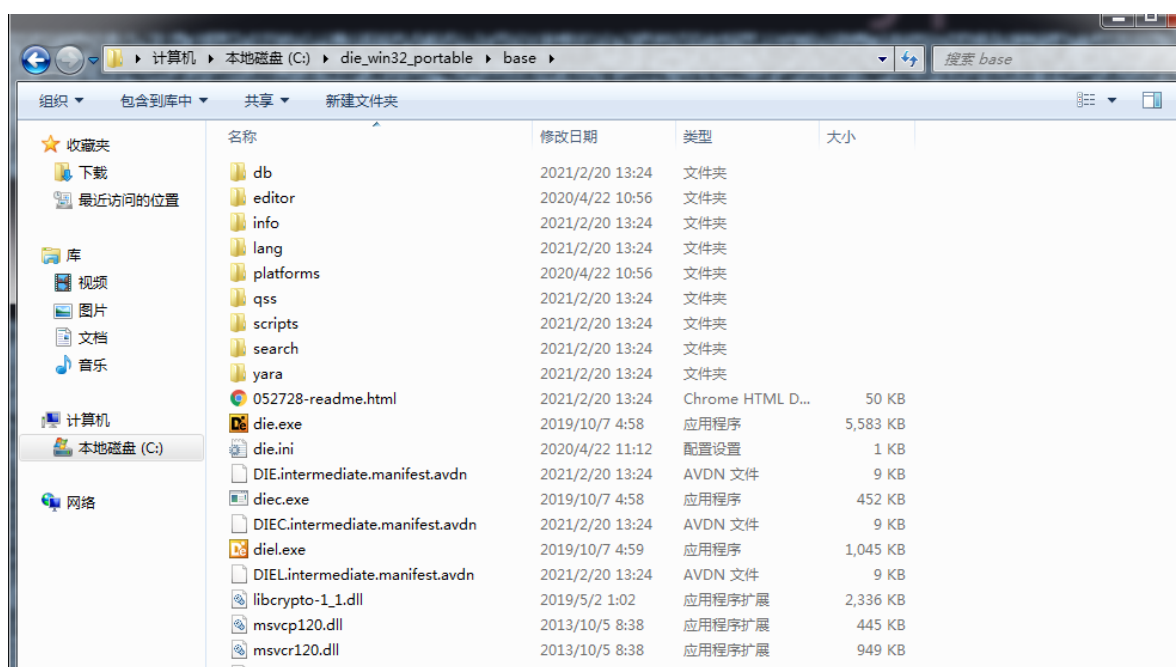 计算机 本地磁盘 (C:) die_win32_portable base 搜索 base
组织 包含到库中 共享 新建文件夹
收藏夹
下载
最近访问的位置
库
视频
图片
文档
音乐
计算机
本地磁盘 (C:)
网络
名称 修改日期 类型 大小
db 2021/2/20 13:24 文件夹
editor 2020/4/22 10:56 文件夹
info 2021/2/20 13:24 文件夹
lang 2021/2/20 13:24 文件夹
platforms 2020/4/22 10:56 文件夹
qss 2021/2/20 13:24 文件夹
scripts 2021/2/20 13:24 文件夹
search 2021/2/20 13:24 文件夹
yara 2021/2/20 13:24 文件夹
052728-readme.html 2021/2/20 13:24 Chrome HTML D... 50 KB
die.exe 2019/10/7 4:58 应用程序 5,583 KB
die.ini 2020/4/22 11:12 配置设置 1 KB
DIE.intermediate.manifest.avdn 2021/2/20 13:24 AVDN 文件 9 KB
diec.exe 2019/10/7 4:58 应用程序 452 KB
DIEC.intermediate.manifest.avdn 2021/2/20 13:24 AVDN 文件 9 KB
diel.exe 2019/10/7 4:59 应用程序 1,045 KB
DIEL.intermediate.manifest.avdn 2021/2/20 13:24 AVDN 文件 9 KB
libcrypto-1_1.dll 2019/5/2 1:02 应用程序扩展 2,336 KB
msvcp120.dll 2013/10/5 8:38 应用程序扩展 445 KB
msvcr120.dll 2013/10/5 8:38 应用程序扩展 949 KB